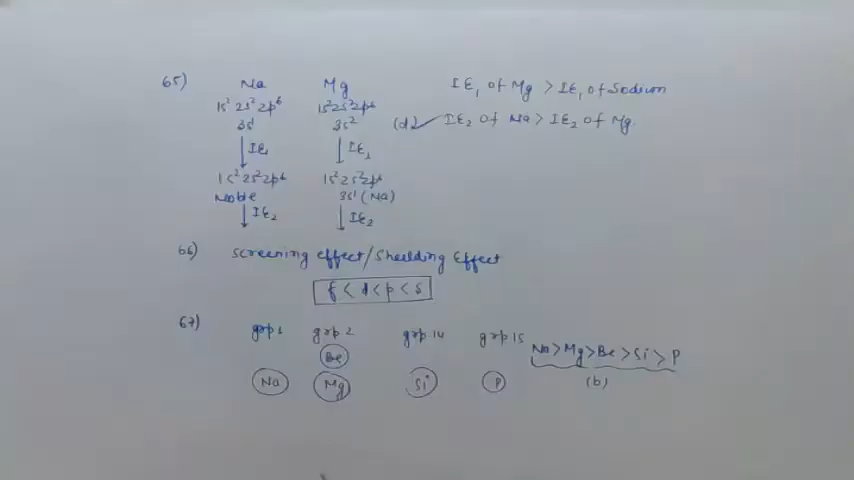 65) Na Mg IE₁ of Mg > IE₁ of Sodium
1s² 2s² 2p⁶ 1s² 2s² 2p⁶
3s¹ 3s² (d) ✓ IE₂ of Na > IE₂ of Mg.
↓ IE₁ ↓ IE₁
1s² 2s² 2p⁶ 1s² 2s² 2p⁶
Noble 3s¹ (Na)
↓ IE₂ ↓ IE₂
66) Screening effect/Sheilding Effect
f < d < p < s
67) grp 1 grp 2 grp 14 grp 15
Be Na > Mg > Be > Si > P
Na Mg Si P (b)